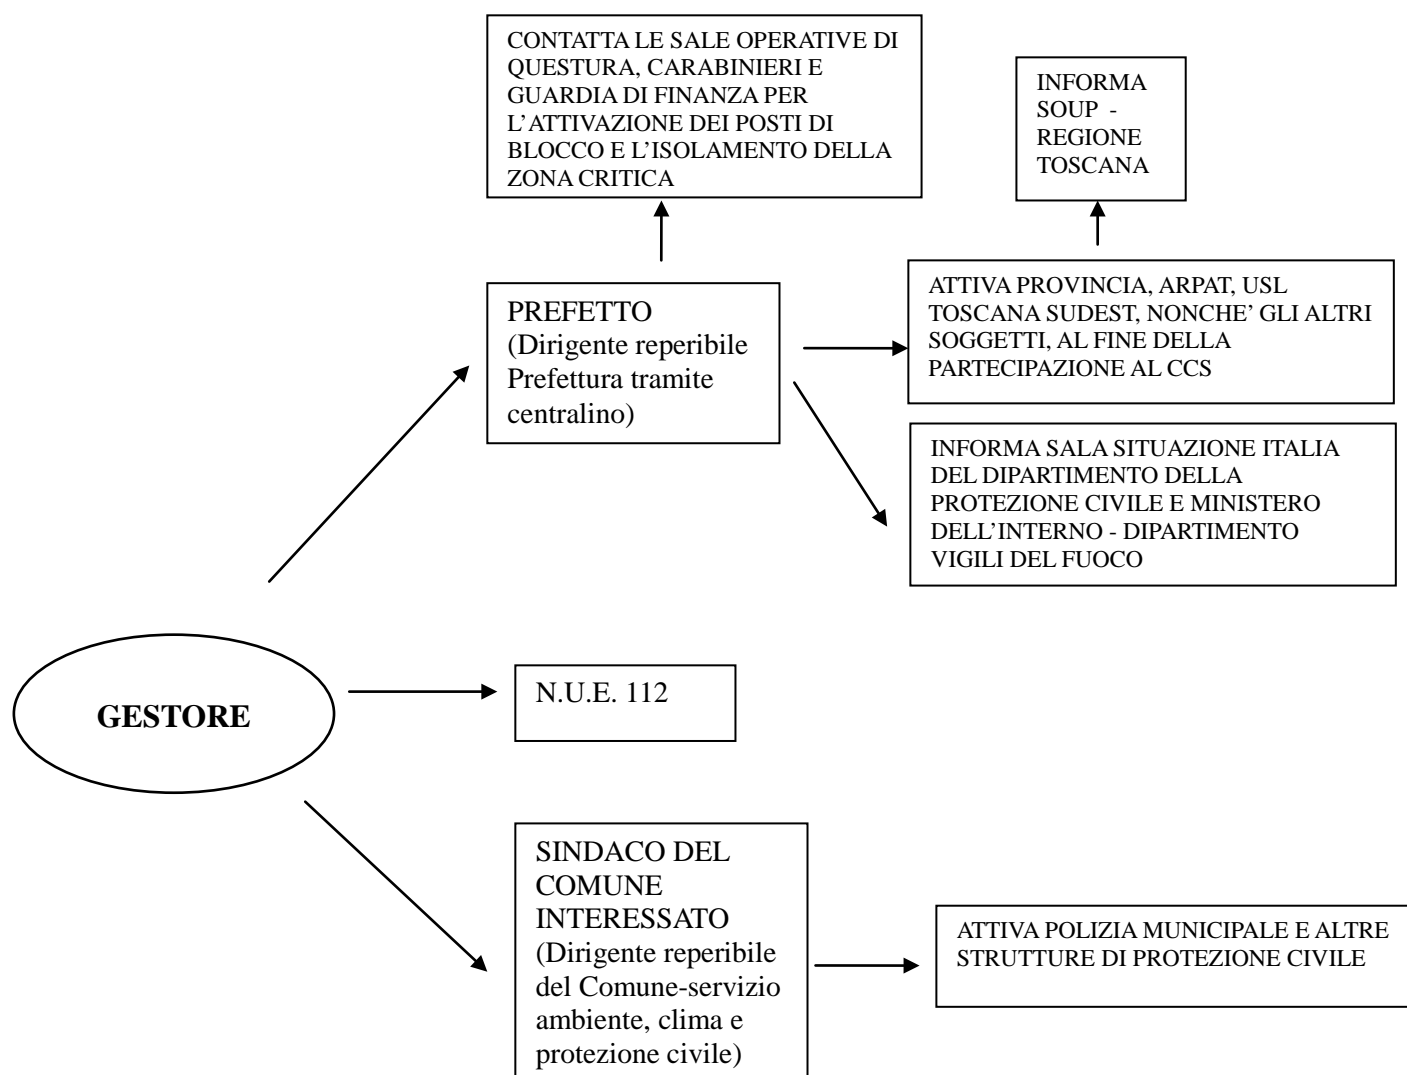 CONTATTA LE SALE OPERATIVE DI
QUESTURA, CARABINIERI E
GUARDIA DI FINANZA PER
L’ATTIVAZIONE DEI POSTI DI
BLOCCO E L’ISOLAMENTO DELLA
ZONA CRITICA
INFORMA
SOUP -
REGIONE
TOSCANA
PREFETTO
(Dirigente reperibile
Prefettura tramite
centralino)
ATTIVA PROVINCIA, ARPAT, USL
TOSCANA SUDEST, NONCHE’ GLI ALTRI
SOGGETTI, AL FINE DELLA
PARTECIPAZIONE AL CCS
INFORMA SALA SITUAZIONE ITALIA
DEL DIPARTIMENTO DELLA
PROTEZIONE CIVILE E MINISTERO
DELL’INTERNO - DIPARTIMENTO
VIGILI DEL FUOCO
GESTORE
N.U.E. 112
SINDACO DEL
COMUNE
INTERESSATO
(Dirigente reperibile
del Comune-servizio
ambiente, clima e
protezione civile)
ATTIVA POLIZIA MUNICIPALE E ALTRE
STRUTTURE DI PROTEZIONE CIVILE